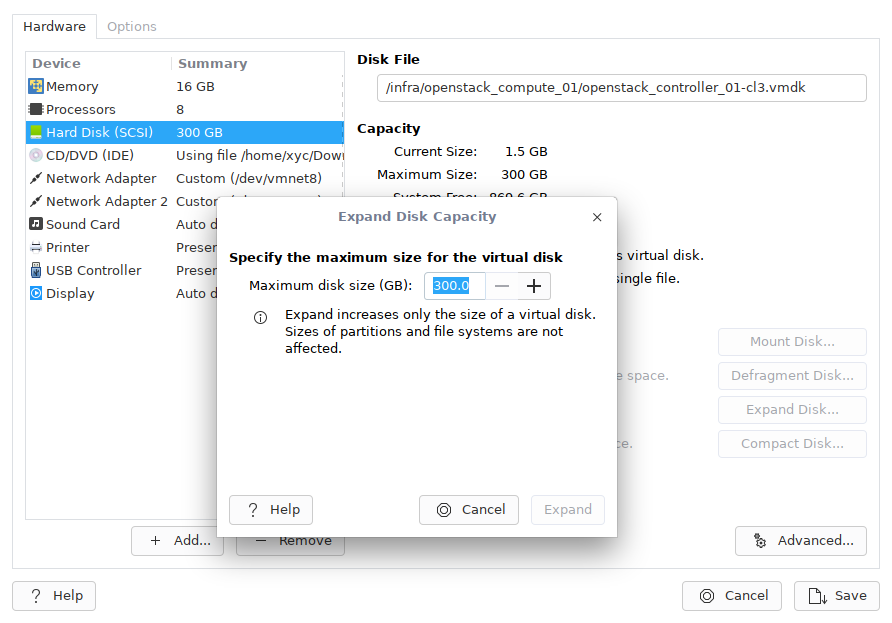 Hardware Options
Device Summary
Memory 16 GB
Processors 8
Hard Disk (SCSI) 300 GB
CD/DVD (IDE) Using file /home/xyc/Dow
Network Adapter Custom (/dev/vmnet8)
Network Adapter 2
Sound Card Auto d
Printer Presen
USB Controller Presen
Display Auto d
Add...
Remove
Disk File
/infra/openstack_compute_01/openstack_controller_01-cl3.vmdk
Capacity
Current Size: 1.5 GB
Maximum Size: 300 GB
System Free: 869.6 GB
s virtual disk.
single file.
Mount Disk...
e space. Defragment Disk...
Expand Disk...
ce. Compact Disk...
Advanced...
Expand Disk Capacity
Specify the maximum size for the virtual disk
Maximum disk size (GB): 300.0
Expand increases only the size of a virtual disk.
Sizes of partitions and file systems are not
affected.
Help Cancel Expand
Help Cancel Save